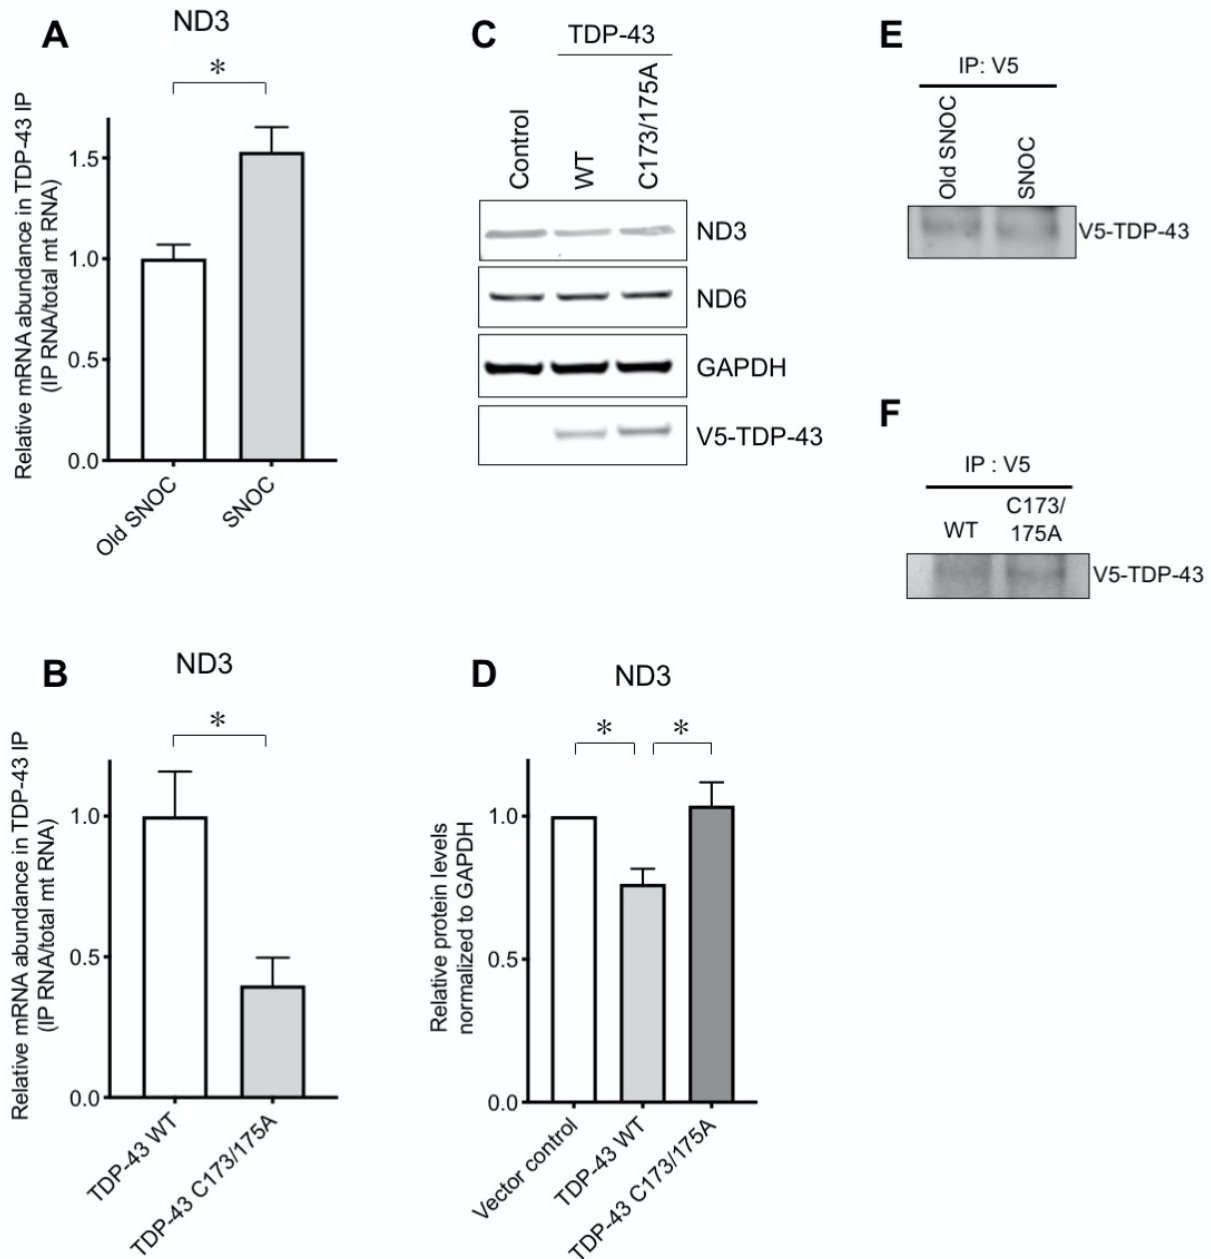 A
ND3
*
Relative mRNA abundance in TDP-43 IP
(IP RNA/total mt RNA)
1.5
1.0
0.5
0.0
Old SNOC
SNOC
C
TDP-43
Control
WT
C173/175A
ND3
ND6
GAPDH
V5-TDP-43
E
IP: V5
Old SNOC
SNOC
V5-TDP-43
F
IP : V5
WT
C173/
175A
V5-TDP-43
B
ND3
*
Relative mRNA abundance in TDP-43 IP
(IP RNA/total mt RNA)
1.0
0.5
0.0
TDP-43 WT
TDP-43 C173/175A
D
ND3
*
*
Relative protein levels
normalized to GAPDH
1.0
0.5
0.0
Vector control
TDP-43 WT
TDP-43 C173/175A